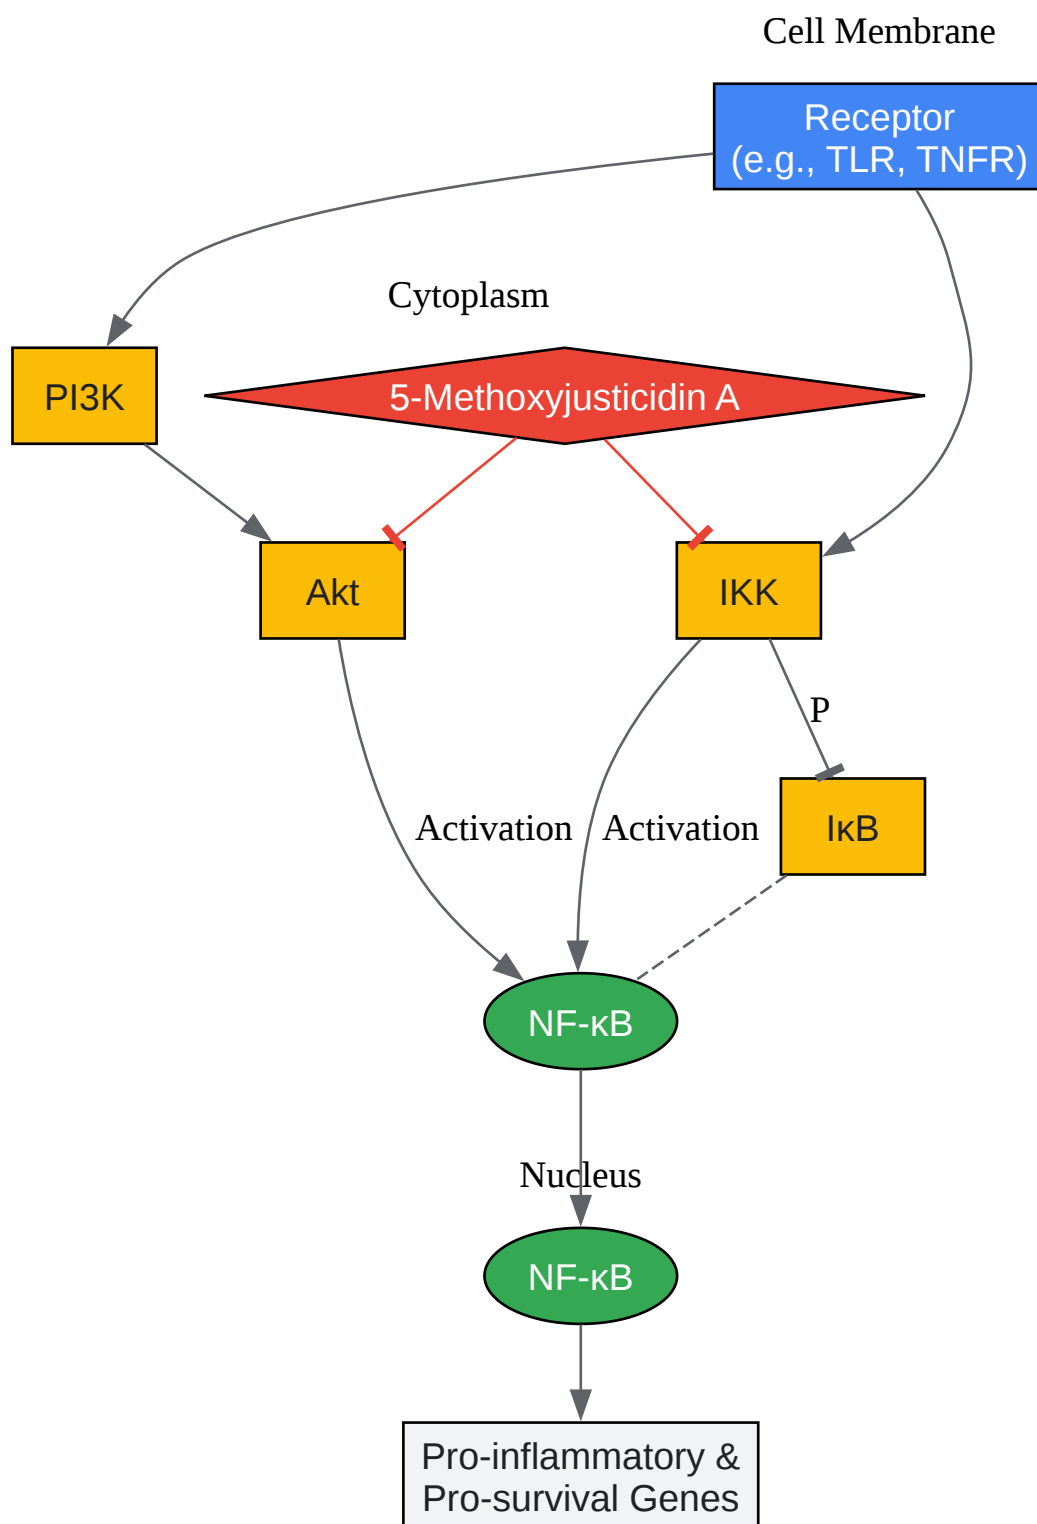 Cell Membrane
Receptor
(e.g., TLR, TNFR)
Cytoplasm
PI3K
5-Methoxyjusticidin A
Akt
IKK
P
Activation
Activation
IκB
NF-κB
Nucleus
NF-κB
Pro-inflammatory &
Pro-survival Genes